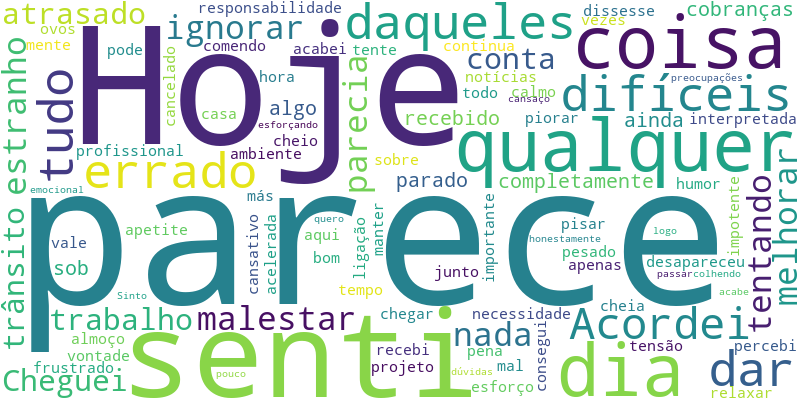 Hoje
parece
senti
qualquer
coisa
dia
difíceis
daqueles
errado
tudo
dar
Acordei
malestar
nada
trabalho
Cheguei
ignorar
atrasado
estranho
trânsito
parecia
conta
tentando
melhorar
responsabilidade
ovos
vezes
dissesse
cobranças
mente
pode
comendo
acabei
tente
continua
cancelado
hora
notícias
preocupações
casa
algo
todo
cansaço
calmo
esforçando
cheio
recebido
piorar
ainda
interpretada
profissional
ambiente
sobre
completamente
humor
impotente
parado
emocional
más
apetite
vale
sob
cansativo
acelerada
quero
aqui
bom
ligação
manter
importante
honestamente
pisar
logo
pesado
apenas
desapareceu
passar
colhendo
junto
Sinto
tempo
chegar
necessidade
cheia
acabe
almoço
vontade
frustrado
recebi
projeto
pena
mal
consegui
tensão
percebi
pouco
dúvidas
esforço
relaxar